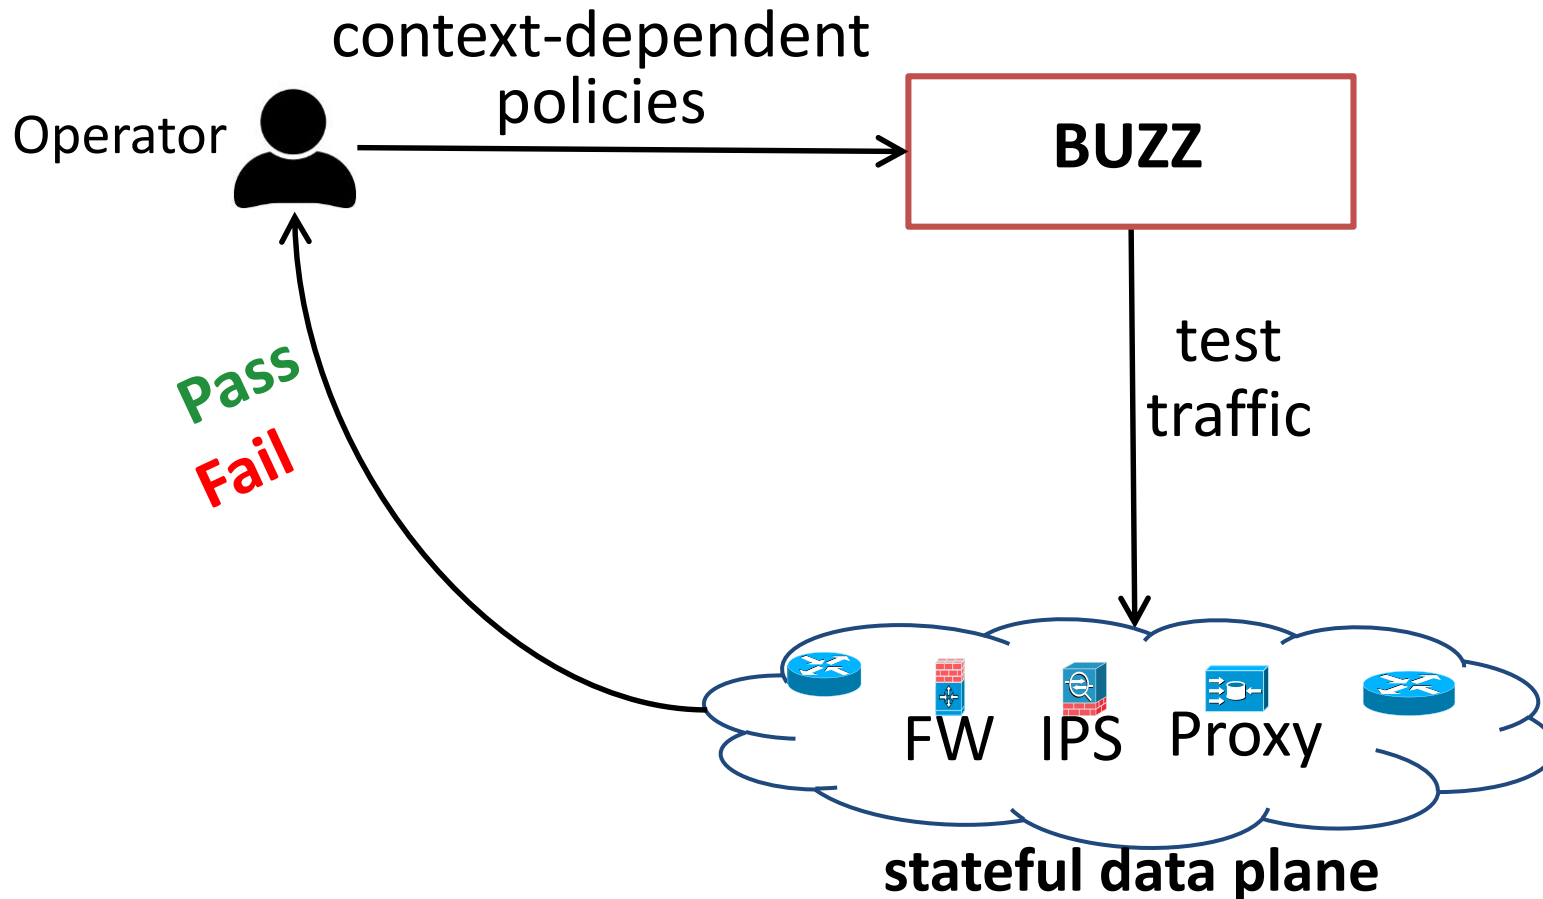 context-dependent
policies
Operator
BUZZ
test
traffic
Pass
Fail
FW IPS Proxy
stateful data plane